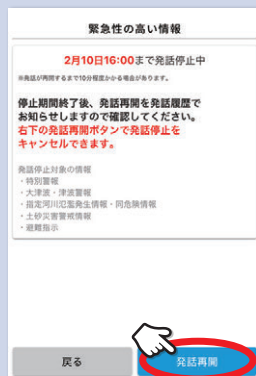 緊急性の高い情報
2月10日16:00まで発話停止中
※発話が再開するまで10分程度かかる場合があります。
停止期間終了後、発話再開を発話履歴で
お知らせしますので確認してください。
右下の発話再開ボタンで発話停止を
キャンセルできます。
発話停止対象の情報
・特別警報
・大津波・津波警報
・指定河川氾濫発生情報・同危険情報
・土砂災害警戒情報
・避難指示
戻る
発話再開